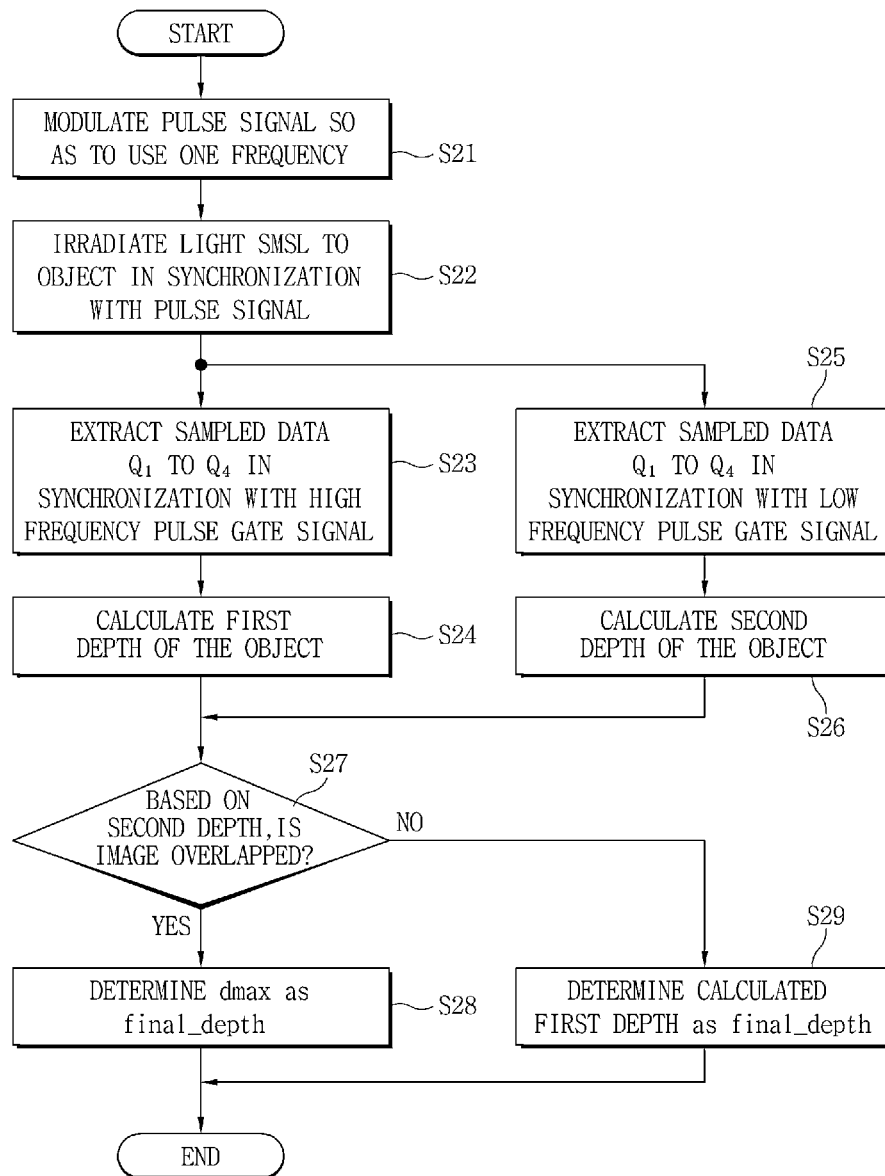 START
MODULATE PULSE SIGNAL SO
AS TO USE ONE FREQUENCY
S21
IRRADIATE LIGHT SMSL TO
OBJECT IN SYNCHRONIZATION
WITH PULSE SIGNAL
S22
EXTRACT SAMPLED DATA
Q₁ TO Q₄ IN
SYNCHRONIZATION WITH HIGH
FREQUENCY PULSE GATE SIGNAL
S23
S25
EXTRACT SAMPLED DATA
Q₁ TO Q₄ IN
SYNCHRONIZATION WITH LOW
FREQUENCY PULSE GATE SIGNAL
CALCULATE FIRST
DEPTH OF THE OBJECT
S24
CALCULATE SECOND
DEPTH OF THE OBJECT
S26
S27
BASED ON
SECOND DEPTH,IS
IMAGE OVERLAPPED?
NO
YES
DETERMINE dmax as
final_depth
S28
S29
DETERMINE CALCULATED
FIRST DEPTH as final_depth
END